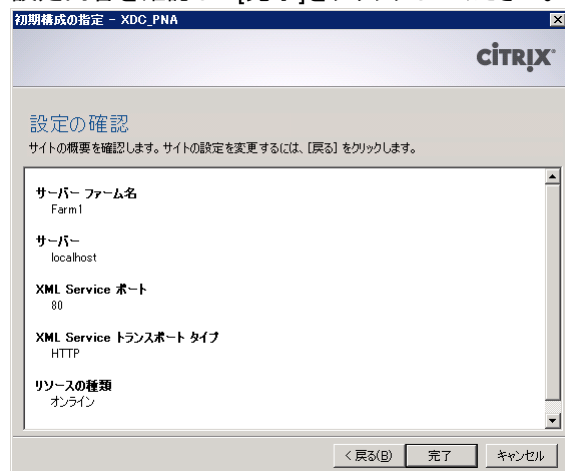 初期構成の指定 - XDC_PNA
CİTRIX
設定の確認
サイトの概要を確認します。サイトの設定を変更するには、[戻る] をクリックします。
サーバー ファーム名
Farm1
サーバー
localhost
XML Service ポート
80
XML Service トランスポート タイプ
HTTP
リソースの種類
オンライン
< 戻る(B)
完了
キャンセル